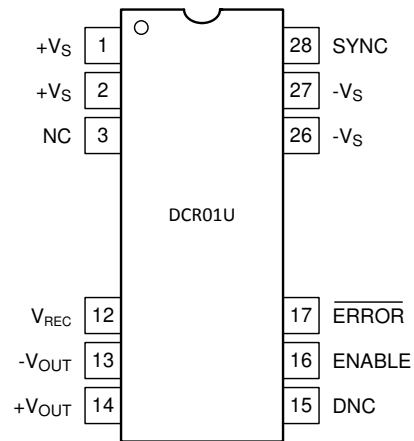 +VS 1 28 SYNC
+VS 2 27 -VS
NC 3 26 -VS
DCR01U
VREC 12 17 ERROR
-VOUT 13 16 ENABLE
+VOUT 14 15 DNC